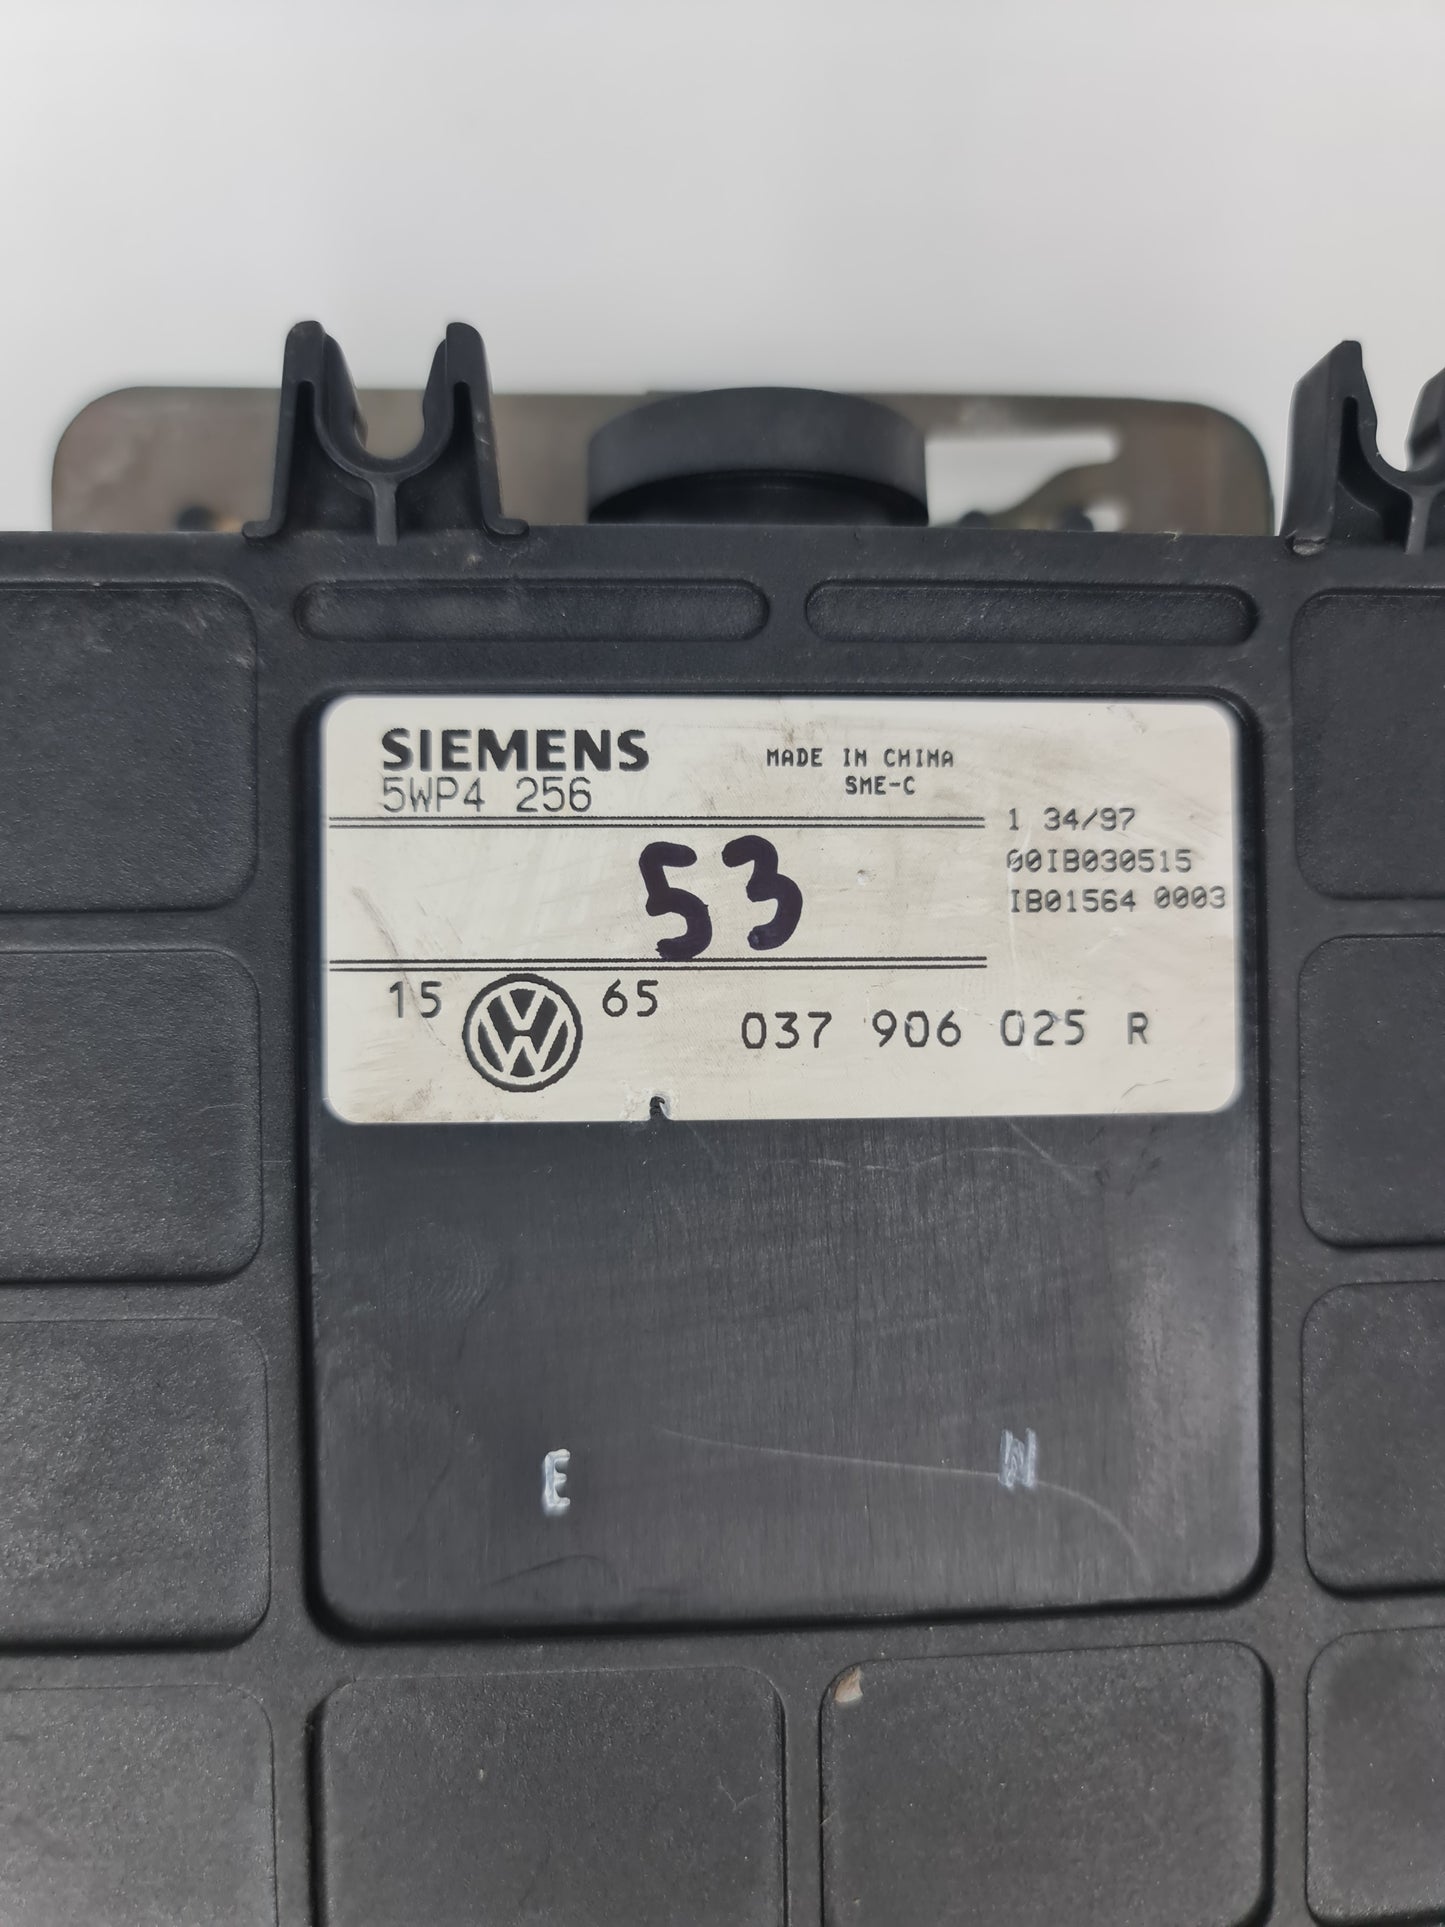 SIEMENS
5WP4 256
MADE IN CHINA
SME-C
1 34/97
00IB030515
IB01564 0003
53
15 VW 65
037 906 025 R
E
N